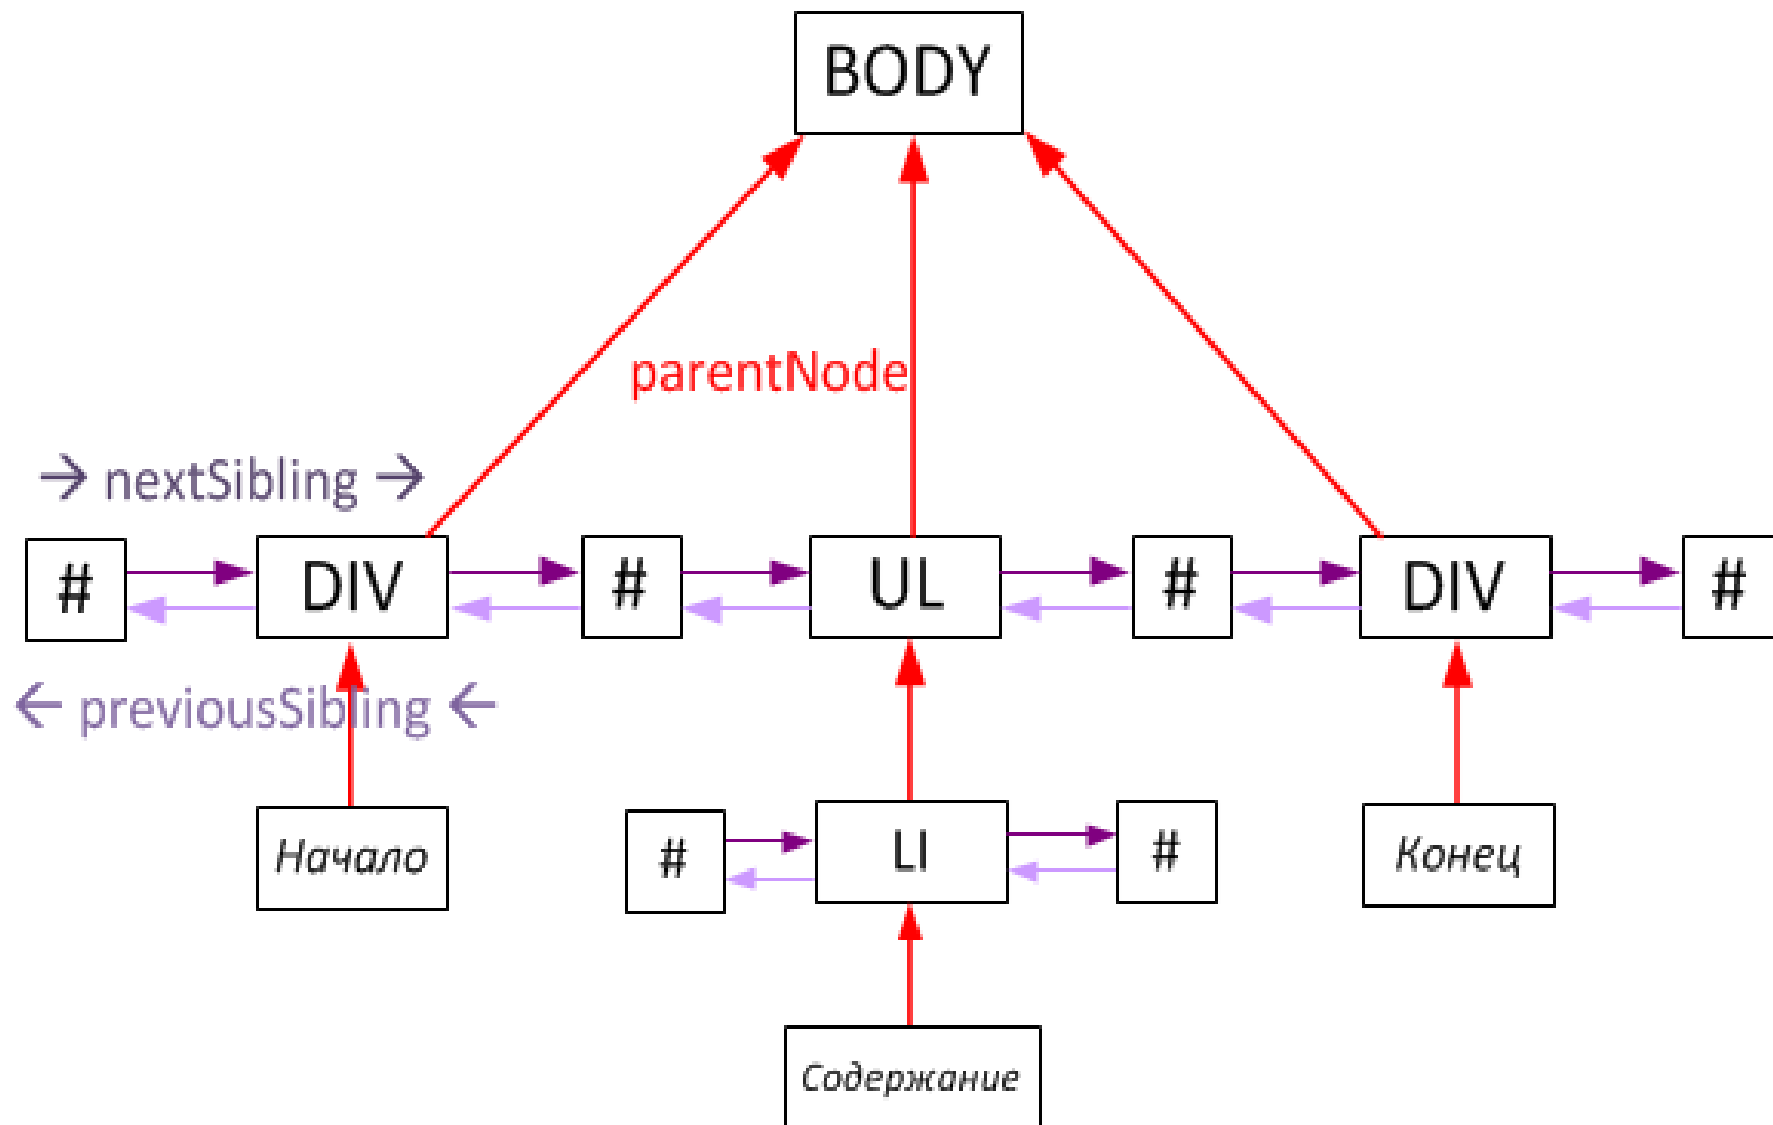 BODY
parentNode
→ nextSibling →
# DIV # UL # DIV #
← previousSibling ←
Начало # LI # Конец
Содержание